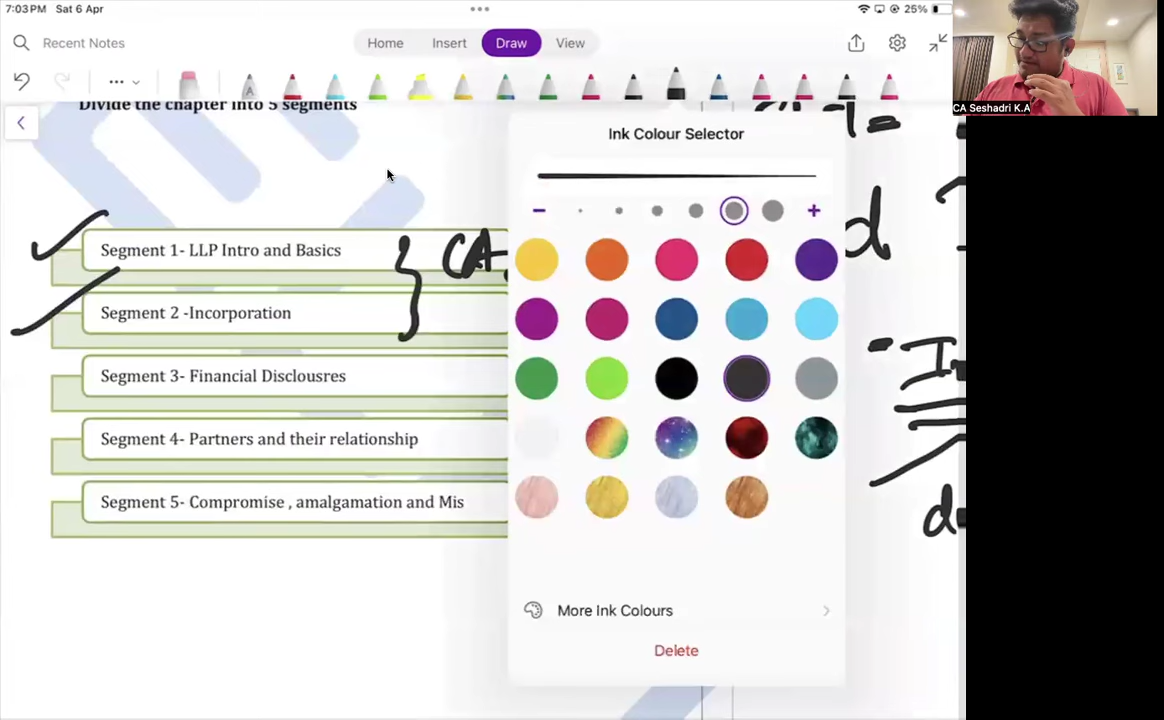 7:03 PM Sat 6 Apr
25%
Recent Notes
Home Insert Draw View
Divide the chapter into 5 segments
CA Seshadri K.A
Ink Colour Selector
Segment 1- LLP Intro and Basics
CA
d
Segment 2 -Incorporation
Segment 3- Financial Disclousres
Segment 4- Partners and their relationship
Segment 5- Compromise , amalgamation and Mis
More Ink Colours
Delete